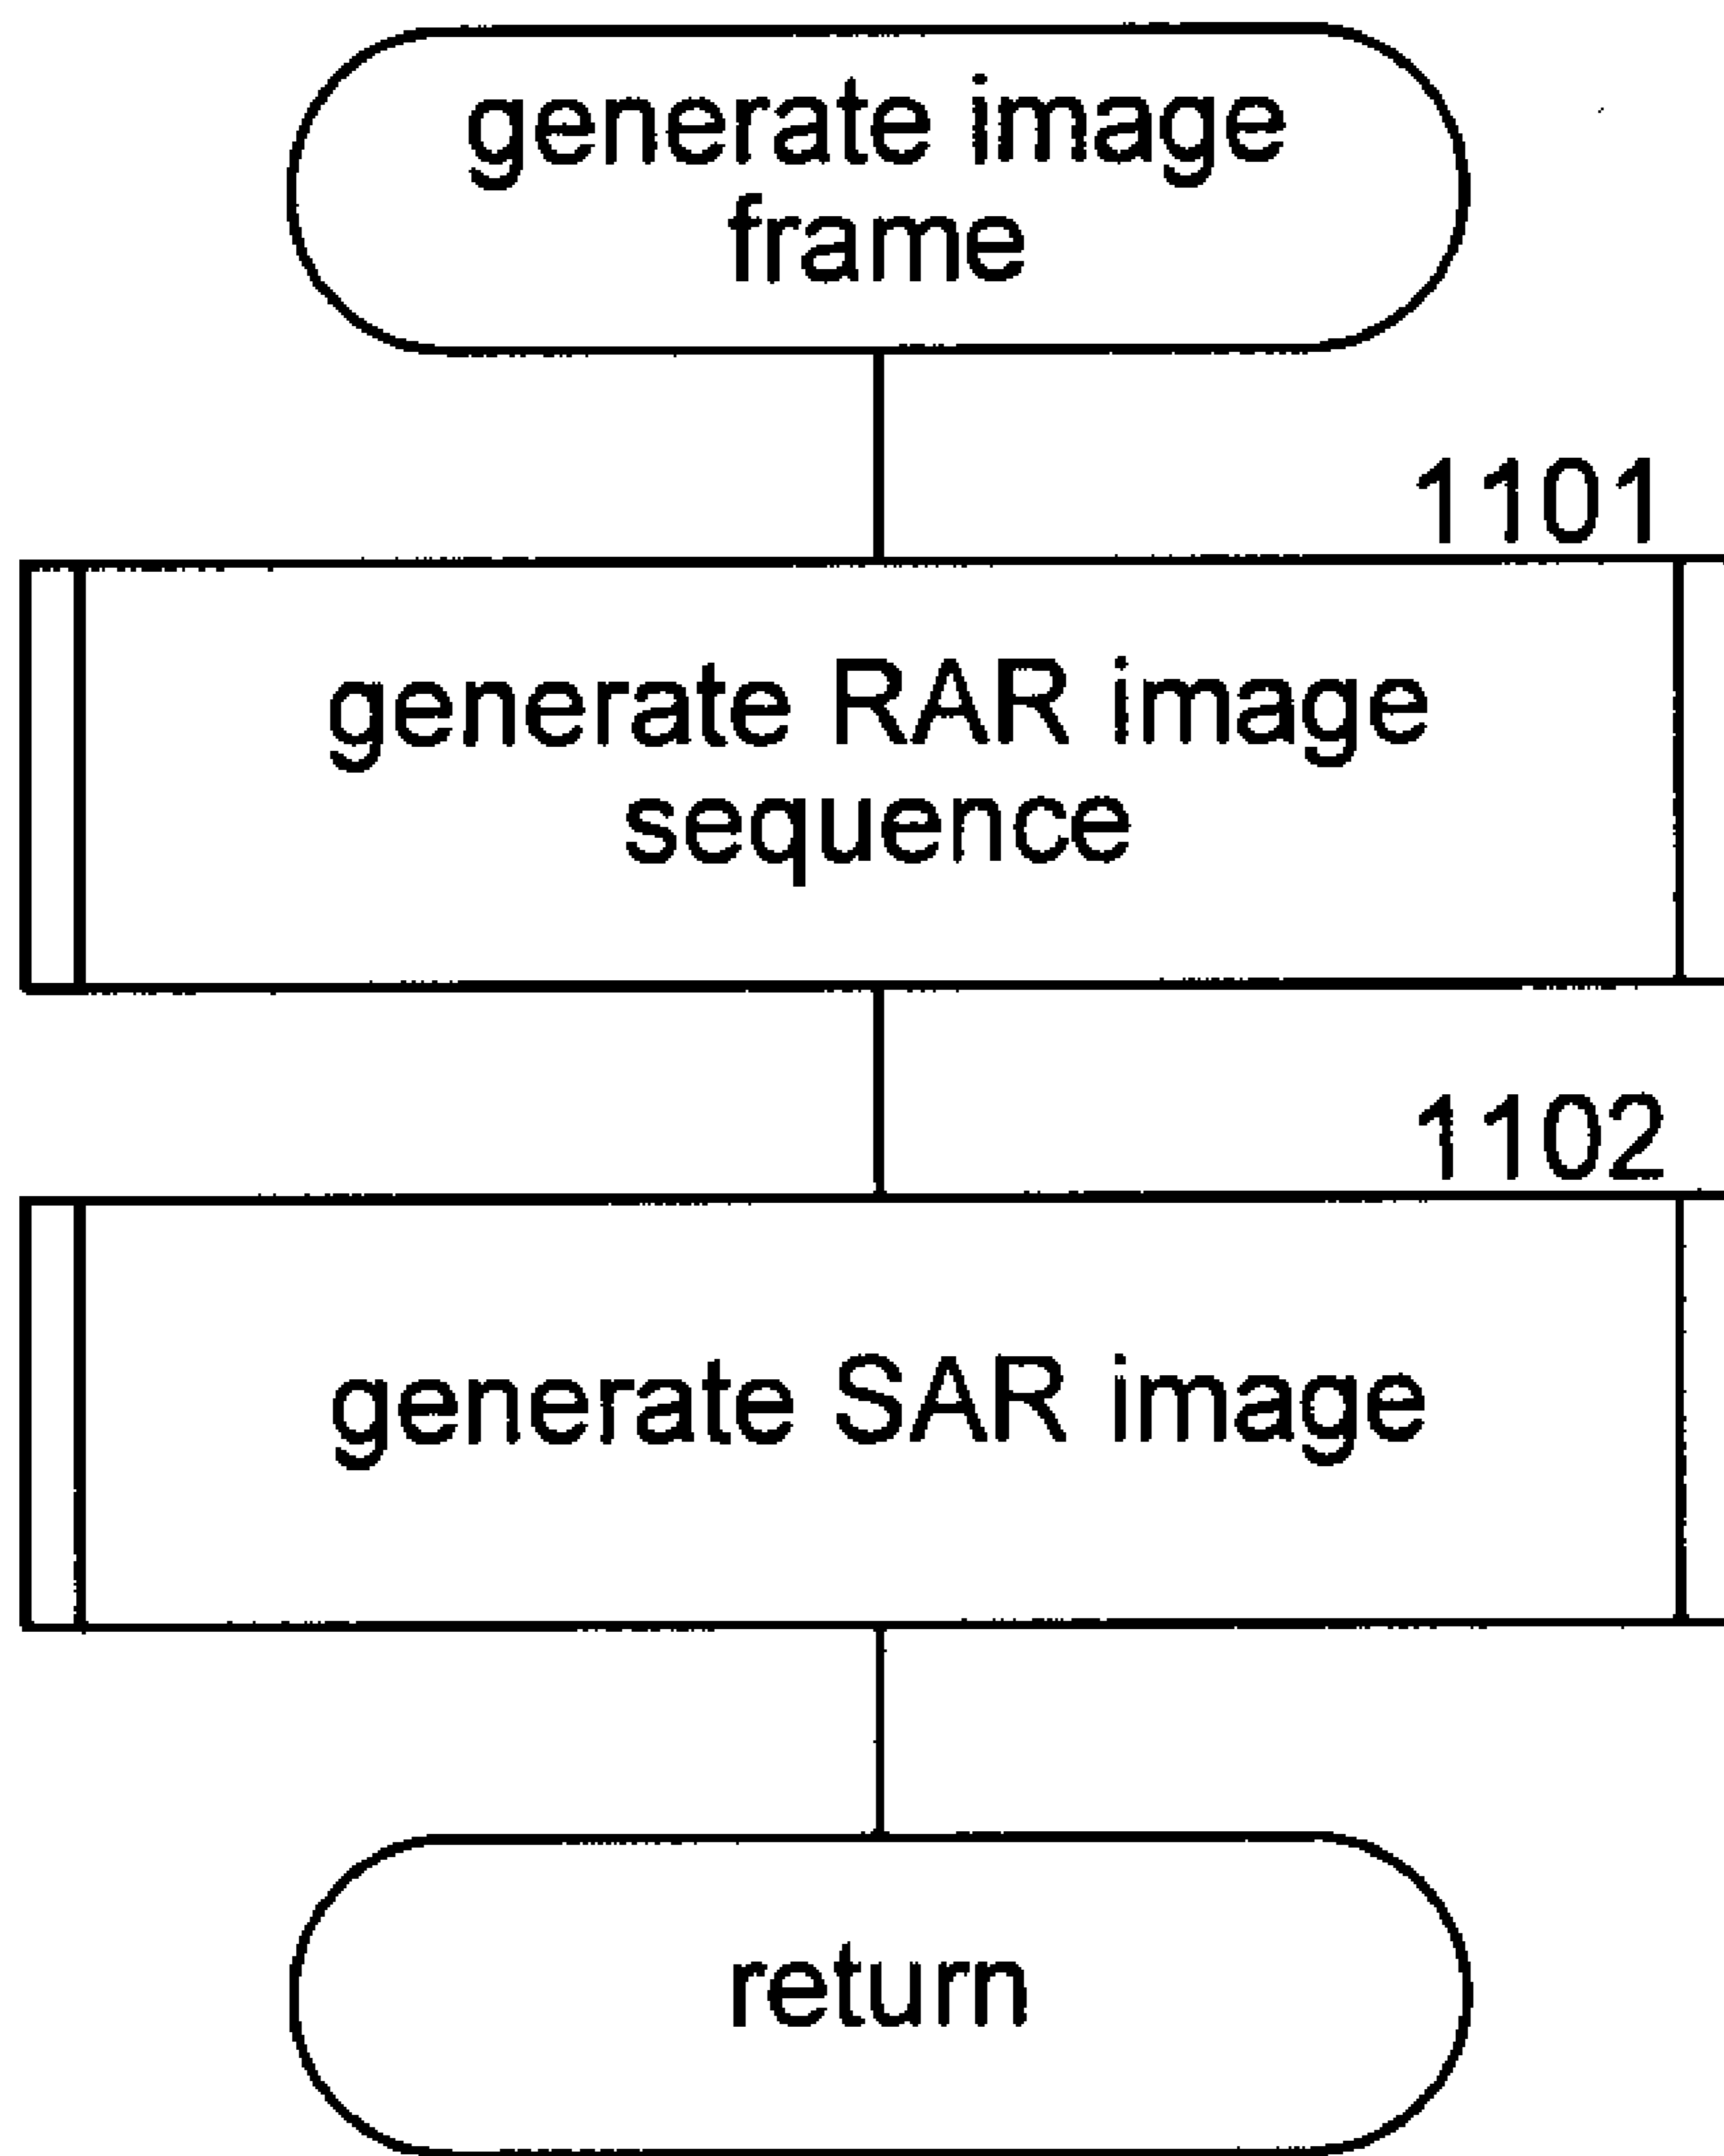 generate image
frame
1101
generate RAR image
sequence
1102
generate SAR image
return